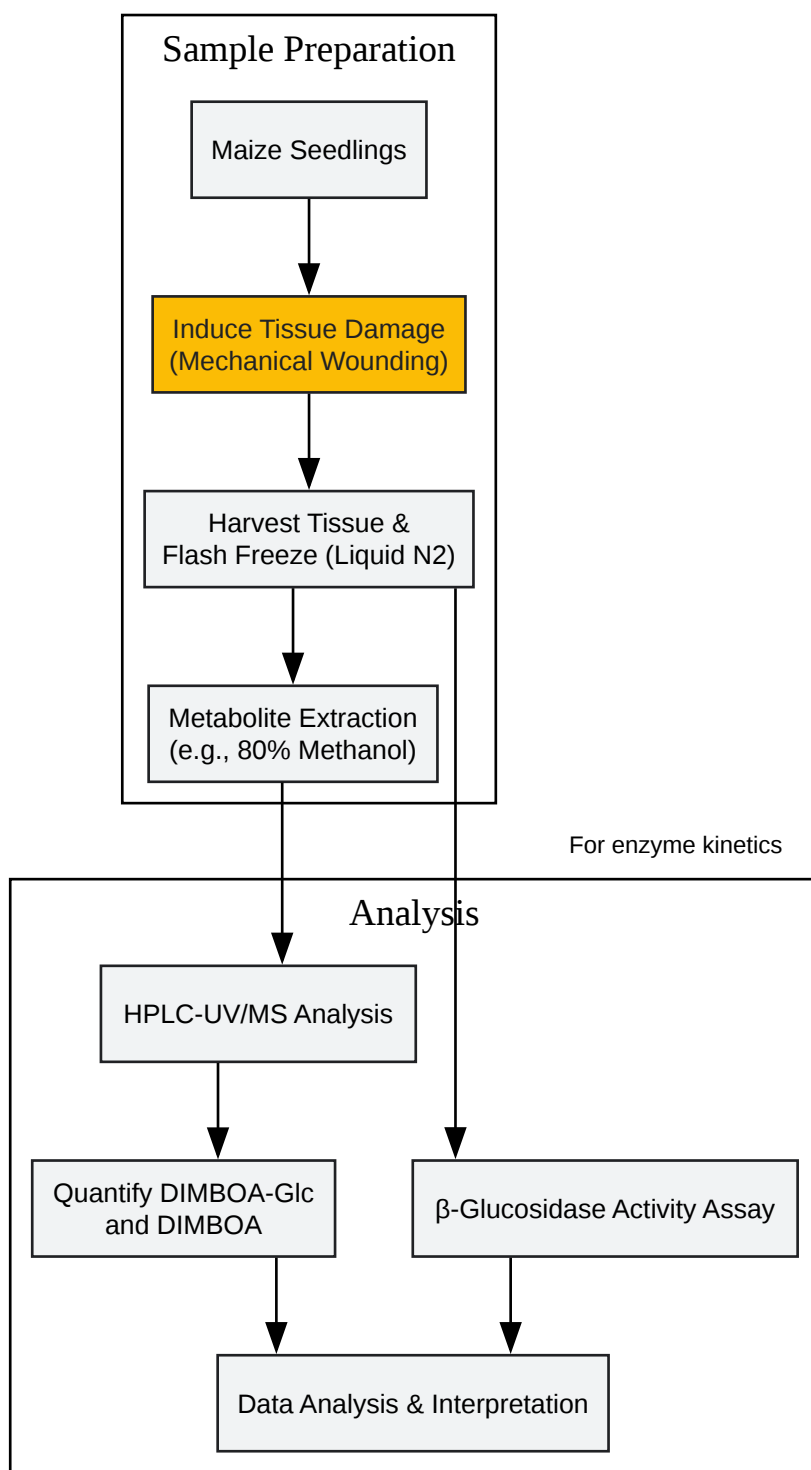 Sample Preparation
Maize Seedlings
Induce Tissue Damage
(Mechanical Wounding)
Harvest Tissue &
Flash Freeze (Liquid N2)
Metabolite Extraction
(e.g., 80% Methanol)
For enzyme kinetics
Analysis
HPLC-UV/MS Analysis
Quantify DIMBOA-Glc
and DIMBOA
β-Glucosidase Activity Assay
Data Analysis & Interpretation